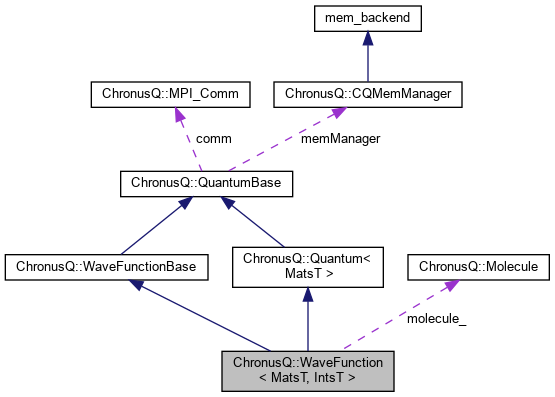 mem_backend
ChronusQ::MPI_Comm
ChronusQ::CQMemManager
comm
memManager
ChronusQ::QuantumBase
ChronusQ::WaveFunctionBase
ChronusQ::Quantum<
MatsT >
ChronusQ::Molecule
molecule_
ChronusQ::WaveFunction
< MatsT, IntsT >